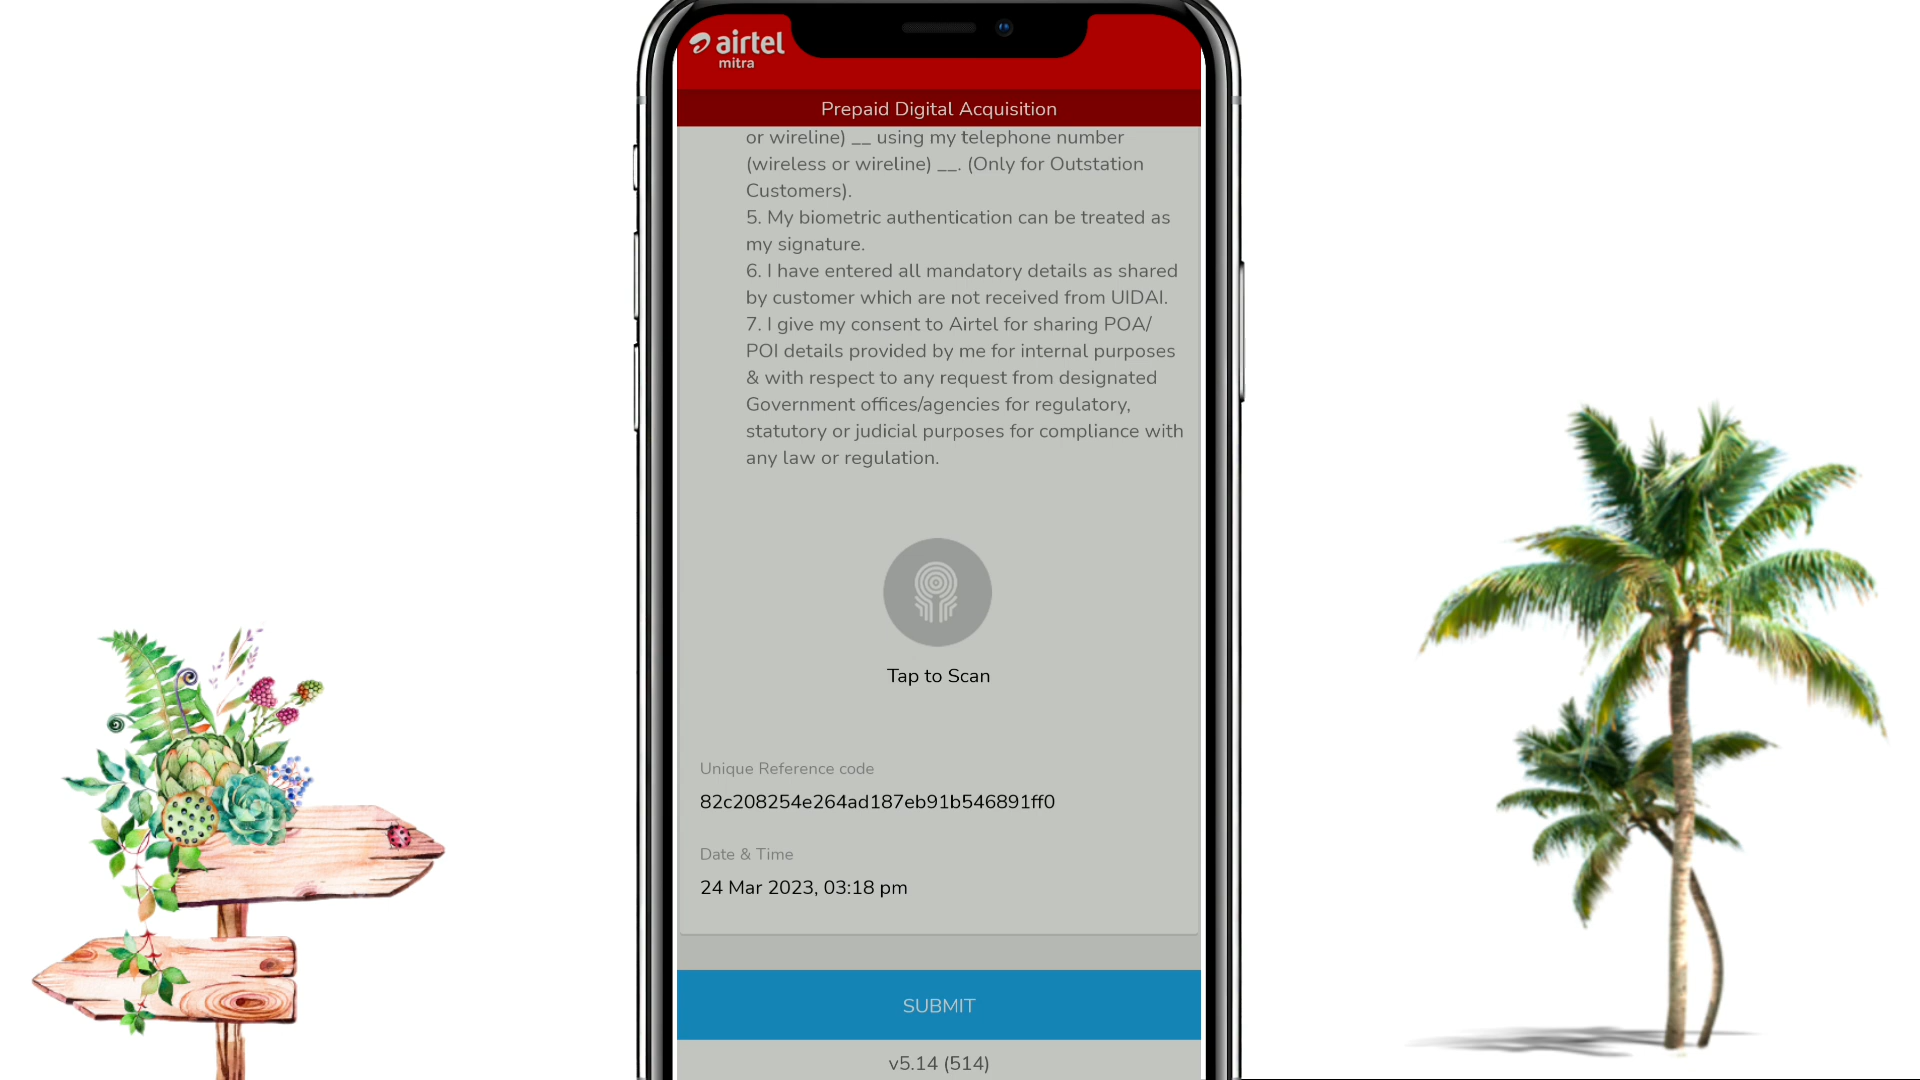 airtel
mitra
Prepaid Digital Acquisition
or wireline) __ using my telephone number
(wireless or wireline) __. (Only for Outstation
Customers).
5. My biometric authentication can be treated as
my signature.
6. I have entered all mandatory details as shared
by customer which are not received from UIDAI.
7. I give my consent to Airtel for sharing POA/
POI details provided by me for internal purposes
& with respect to any request from designated
Government offices/agencies for regulatory,
statutory or judicial purposes for compliance with
any law or regulation.
Tap to Scan
Unique Reference code
82c208254e264ad187eb91b546891ff0
Date & Time
24 Mar 2023, 03:18 pm
SUBMIT
v5.14 (514)